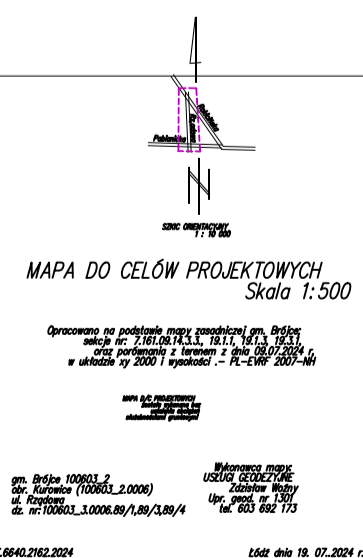 Pabianicka
SZKIC ORIENTACYJNY
1 : 10 000
MAPA DO CELÓW PROJEKTOWYCH
Skala 1:500
Opracowano na podstawie mapy zasadniczej gm. Brójce;
sekcje nr: 7.161.09.14.3.3., 19.1.1, 19.1.3, 19.3.1,
oraz porównania z terenem z dnia 09.07.2024 r,
w układzie xy 2000 i wysokości .- PL-EVRF 2007-NH
MAPA D/C PROJEKTOWYCH
Wykonawca mapy:
gm. Brójce 100603_2
USŁUGI GEODEZYJNE
obr. Kurowice (100603_2.0006)
Zdzisław Woźny
ul. Rządowa
Upr. geod. nr 1301
dz. nr:100603_3.0006.89/1,89/3,89/4
tel. 603 692 173
.6640.2162.2024
Łódź dnia 19. 07..2024 r.